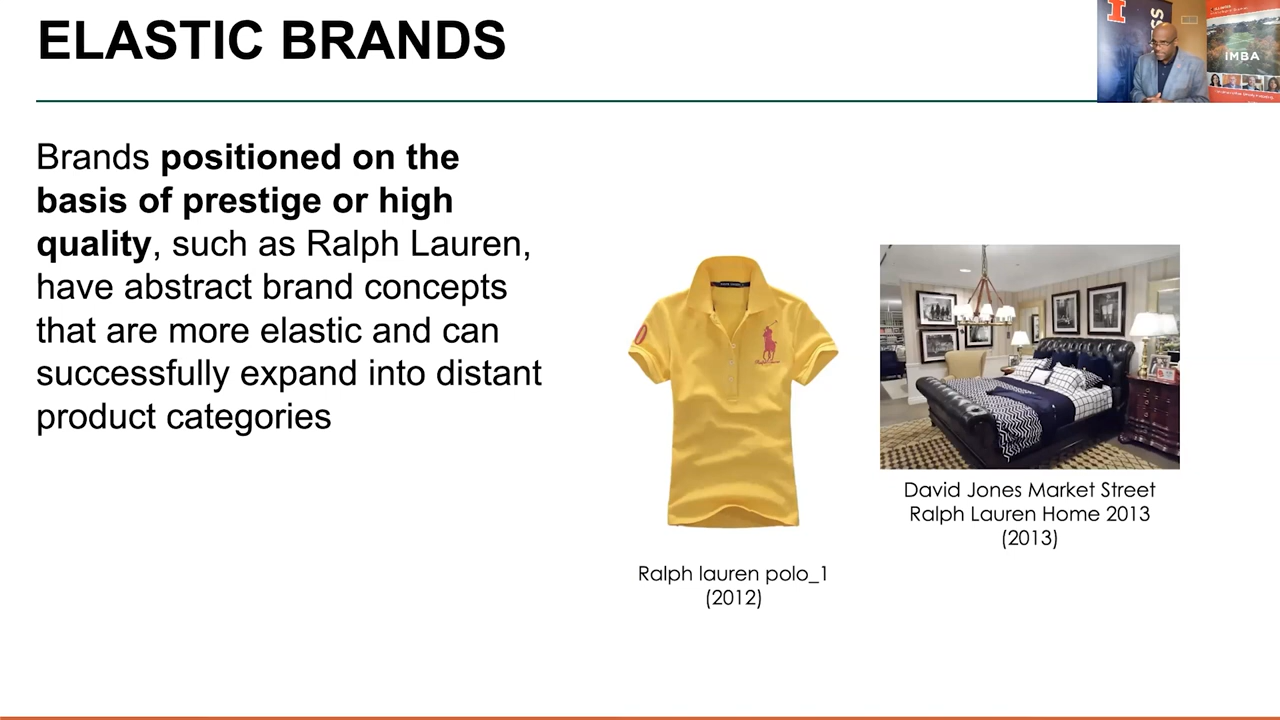 ELASTIC BRANDS
I
SS
IMBA
Brands positioned on the
basis of prestige or high
quality, such as Ralph Lauren,
have abstract brand concepts
that are more elastic and can
successfully expand into distant
product categories
David Jones Market Street
Ralph Lauren Home 2013
(2013)
Ralph lauren polo_1
(2012)